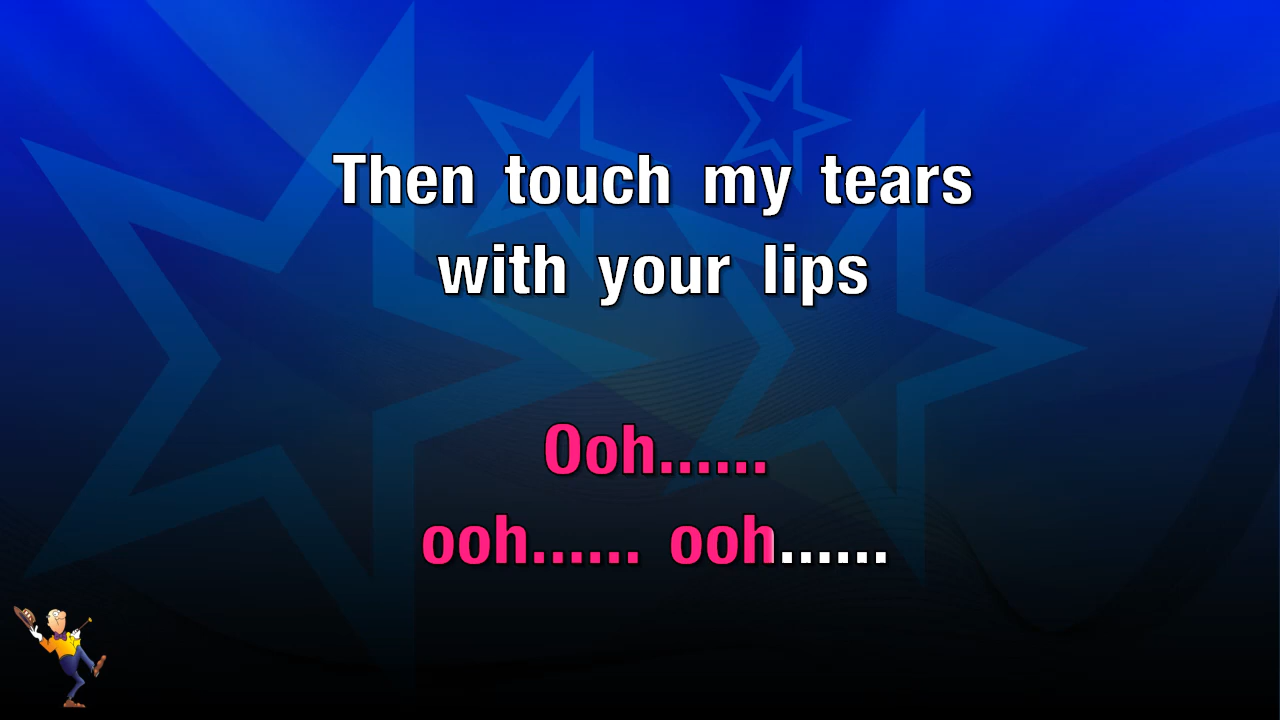 Then touch my tears
with your lips
Ooh......
ooh...... ooh......